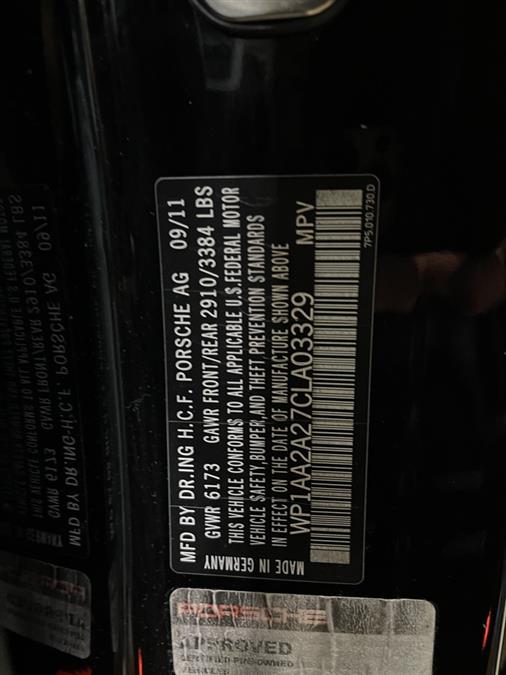 MFD BY DR.ING H.C.F. PORSCHE AG 09/11
GVWR 6173 GAWR FRONT/REAR 2910/3384 LBS
THIS VEHICLE CONFORMS TO ALL APPLICABLE U.S.FEDERAL MOTOR
VEHICLE SAFETY,BUMPER,AND THEFT PREVENTION STANDARDS
IN EFFECT ON THE DATE OF MANUFACTURE SHOWN ABOVE
WP1AA2A27CLA03329 MPV
MADE IN GERMANY
7P5.010.730.D
PORSCHE
APPROVED
CERTIFIED PRE-OWNED